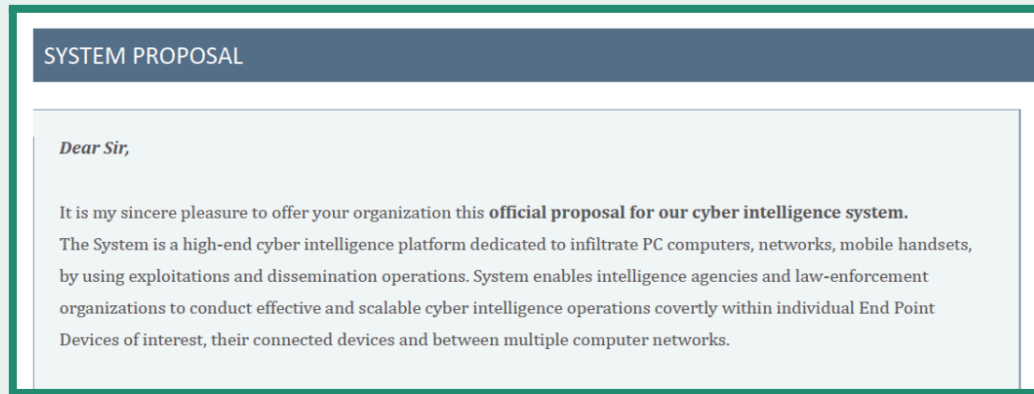 SYSTEM PROPOSAL
Dear Sir,
It is my sincere pleasure to offer your organization this official proposal for our cyber intelligence system.
The System is a high-end cyber intelligence platform dedicated to infiltrate PC computers, networks, mobile handsets,
by using exploitations and dissemination operations. System enables intelligence agencies and law-enforcement
organizations to conduct effective and scalable cyber intelligence operations covertly within individual End Point
Devices of interest, their connected devices and between multiple computer networks.